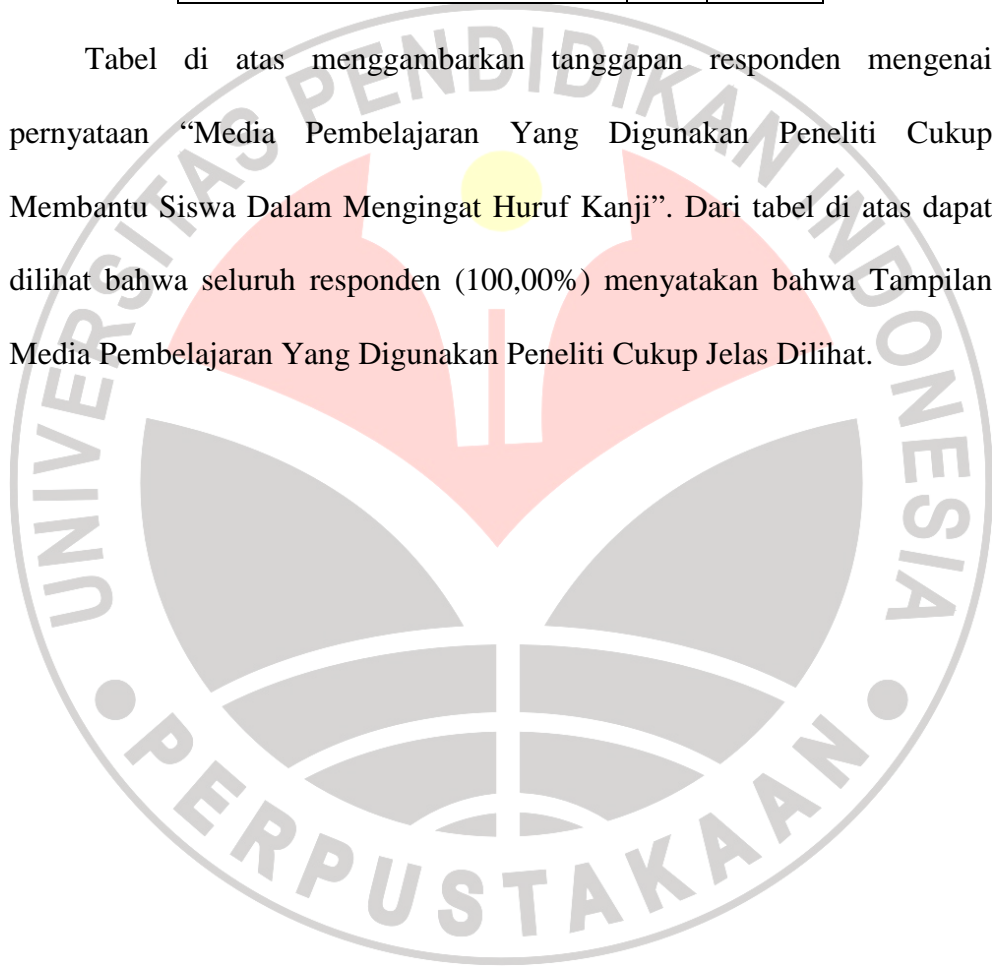 Tabel di atas menggambarkan tanggapan responden mengenai
pernyataan “Media Pembelajaran Yang Digunakan Peneliti Cukup
Membantu Siswa Dalam Mengingat Huruf Kanji”. Dari tabel di atas dapat
dilihat bahwa seluruh responden (100,00%) menyatakan bahwa Tampilan
Media Pembelajaran Yang Digunakan Peneliti Cukup Jelas Dilihat.
UNIVERSITAS PENDIDIKAN INDONESIA
PERPUSTAKAAN